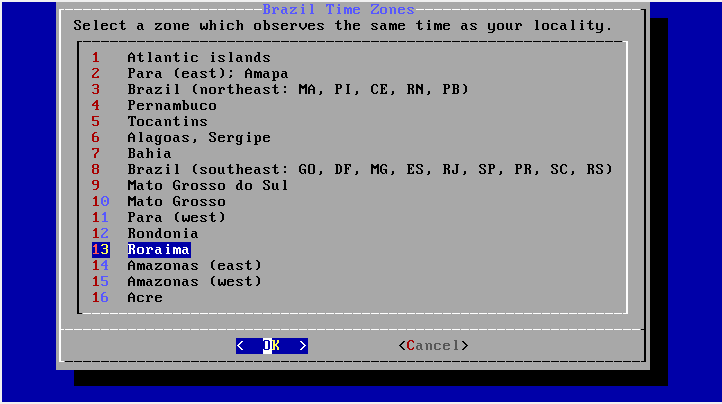 Brazil Time Zones
Select a zone which observes the same time as your locality.
1 Atlantic islands
2 Para (east); Amapa
3 Brazil (northeast: MA, PI, CE, RN, PB)
4 Pernambuco
5 Tocantins
6 Alagoas, Sergipe
7 Bahia
8 Brazil (southeast: GO, DF, MG, ES, RJ, SP, PR, SC, RS)
9 Mato Grosso do Sul
10 Mato Grosso
11 Para (west)
12 Rondonia
13 Roraima
14 Amazonas (east)
15 Amazonas (west)
16 Acre
< OK > <Cancel>